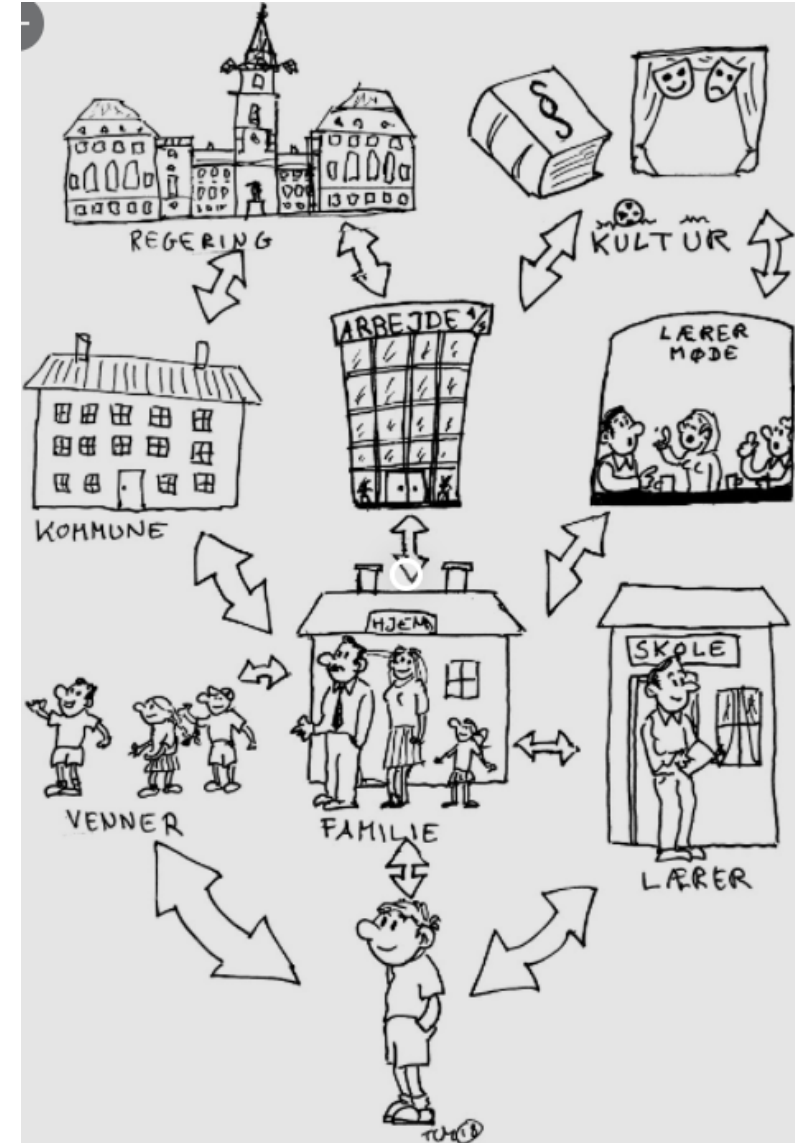 §
REGERING
KULTUR
ARBEJDE A/S
LÆRER
MØDE
KOMMUNE
HJEM
SKOLE
VENNER
FAMILIE
LÆRER